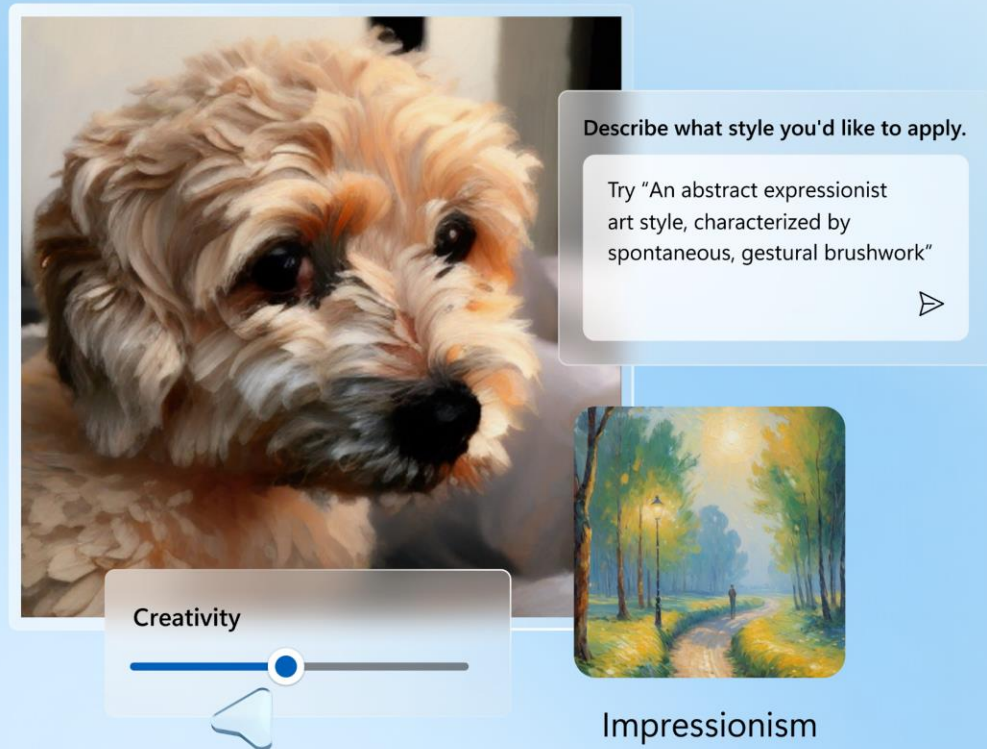 Describe what style you'd like to apply.
Try “An abstract expressionist
art style, characterized by
spontaneous, gestural brushwork”
Creativity
Impressionism